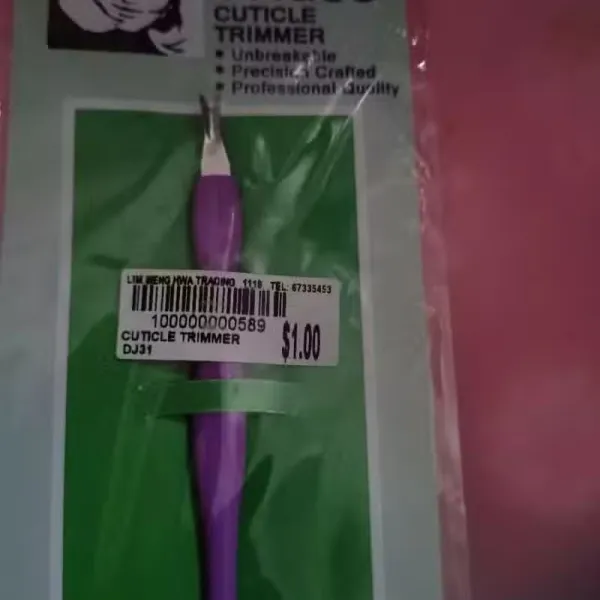 CUTICLE
TRIMMER
• Unbreakable
• Precision Crafted
• Professional Quality
LIM MENG HWA TRADING 1118 TEL: 67335453
100000000589
CUTICLE TRIMMER
DJ31
$1.00